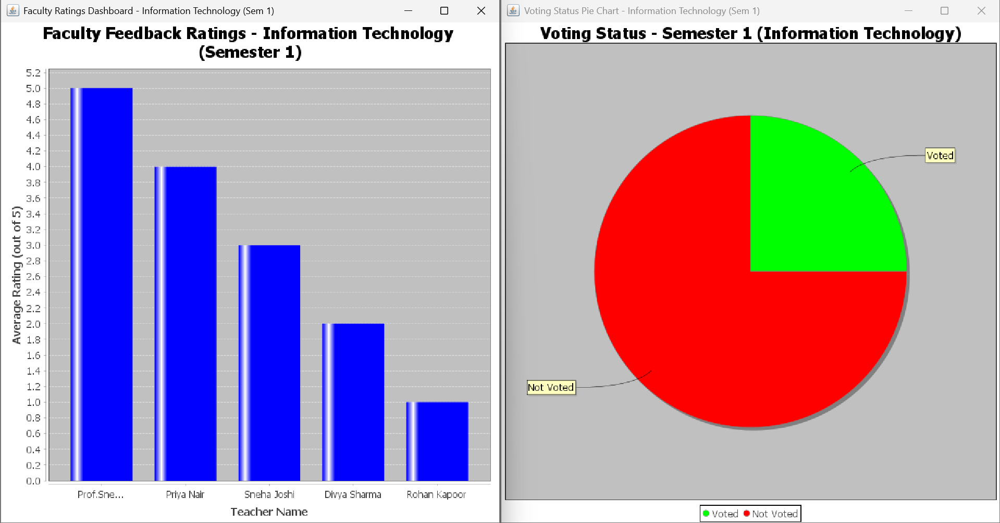 Faculty Ratings Dashboard - Information Technology (Sem 1)
Faculty Feedback Ratings - Information Technology
(Semester 1)
5.2
5.0
4.8
4.6
4.4
4.2
4.0
3.8
3.6
3.4
3.2
3.0
2.8
2.6
2.4
2.2
2.0
1.8
1.6
1.4
1.2
1.0
0.8
0.6
0.4
0.2
0.0
Average Rating (out of 5)
Prof.Sne... Priya Nair Sneha Joshi Divya Sharma Rohan Kapoor
Teacher Name
Voting Status Pie Chart - Information Technology (Sem 1)
Voting Status - Semester 1 (Information Technology)
Voted
Not Voted
Voted Not Voted